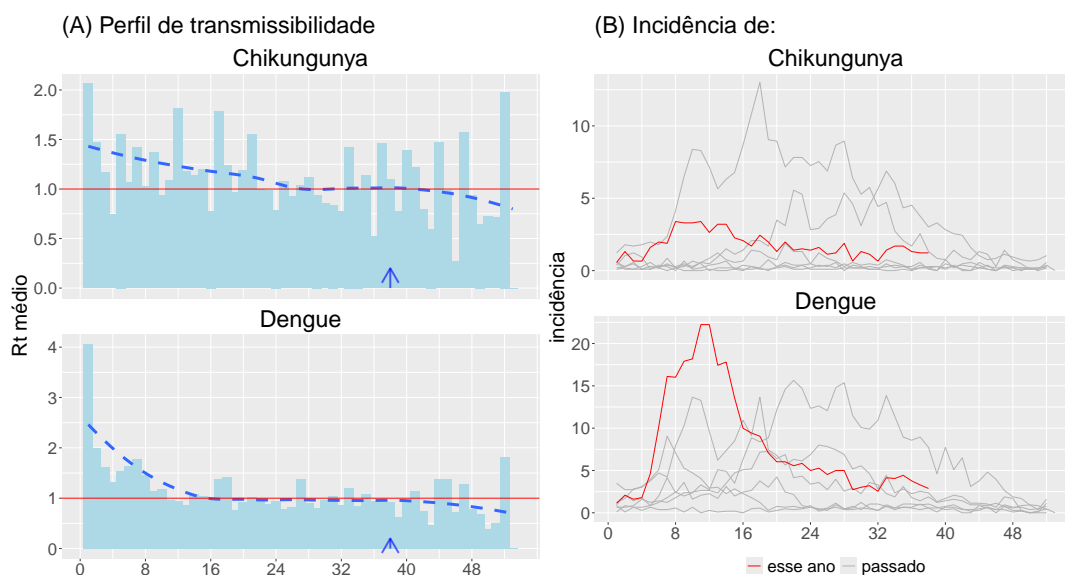 (A) Perfil de transmissibilidade
Chikungunya
2.0
1.5
1.0
0.5
0.0
Dengue
4
3
2
1
0
0 8 16 24 32 40 48
Rt médio
(B) Incidência de:
Chikungunya
10
5
0
Dengue
20
15
10
5
0
0 8 16 24 32 40 48
incidência
esse ano passado